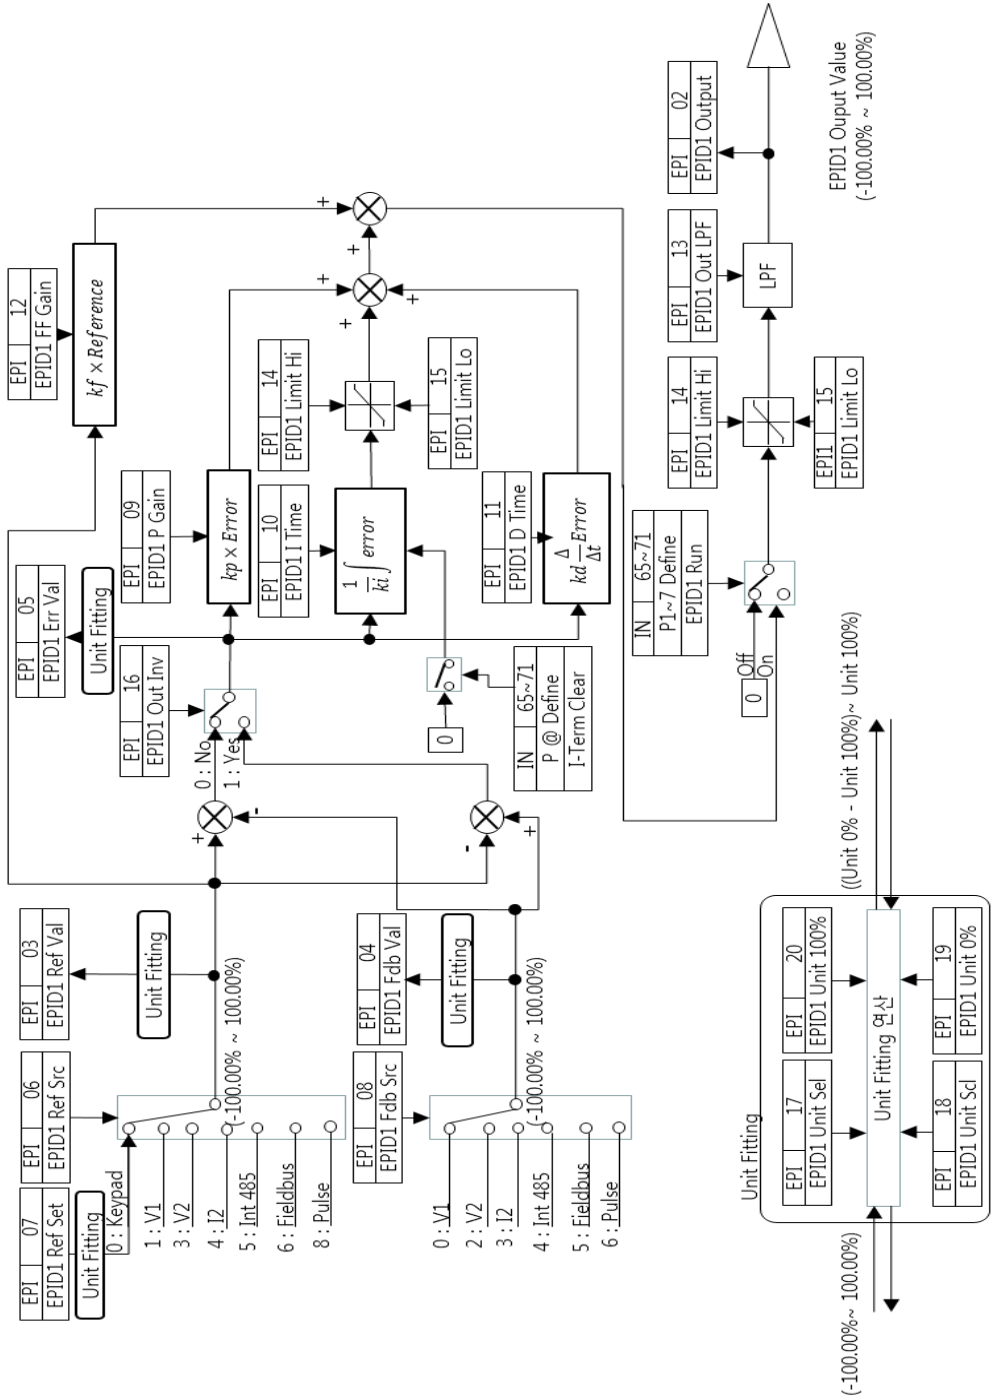 EPI 07
EPID1 Ref Set
Unit Fitting
EPI 06
EPID1 Ref Src
EPI 03
EPID1 Ref Val
Unit Fitting
0 : Keypad
1 : V1
3 : V2
4 : I2
5 : Int 485
6 : Fieldbus
8 : Pulse
(-100.00% ~ 100.00%)
EPI 08
EPID1 Fdb Src
EPI 04
EPID1 Fdb Val
Unit Fitting
0 : V1
2 : V2
3 : I2
4 : Int 485
5 : Fieldbus
6 : Pulse
(-100.00% ~ 100.00%)
+
-
-
+
EPI 16
EPID1 Out Inv
0 : No
1 : Yes
EPI 05
EPID1 Err Val
Unit Fitting
EPI 12
EPID1 FF Gain
kf × Reference
EPI 09
EPID1 P Gain
kp × Error
EPI 10
EPID1 I Time
1/ki ∫ error
EPI 14
EPID1 Limit Hi
EPI 15
EPID1 Limit Lo
0
IN 65~71
P @ Define
I-Term Clear
EPI 11
EPID1 D Time
kd Δ/Δt Error
+
+
+
+
+
IN 65~71
P1~7 Define
EPID1 Run
0
Off
On
EPI 14
EPID1 Limit Hi
EPI1 15
EPID1 Limit Lo
EPI 13
EPID1 Out LPF
LPF
EPI 02
EPID1 Output
EPID1 Ouput Value
(-100.00% ~ 100.00%)
Unit Fitting
EPI 17
EPID1 Unit Sel
EPI 20
EPID1 Unit 100%
Unit Fitting 연산
EPI 18
EPID1 Unit Scl
EPI 19
EPID1 Unit 0%
(-100.00%~ 100.00%)
((Unit 0% - Unit 100%)~ Unit 100%)